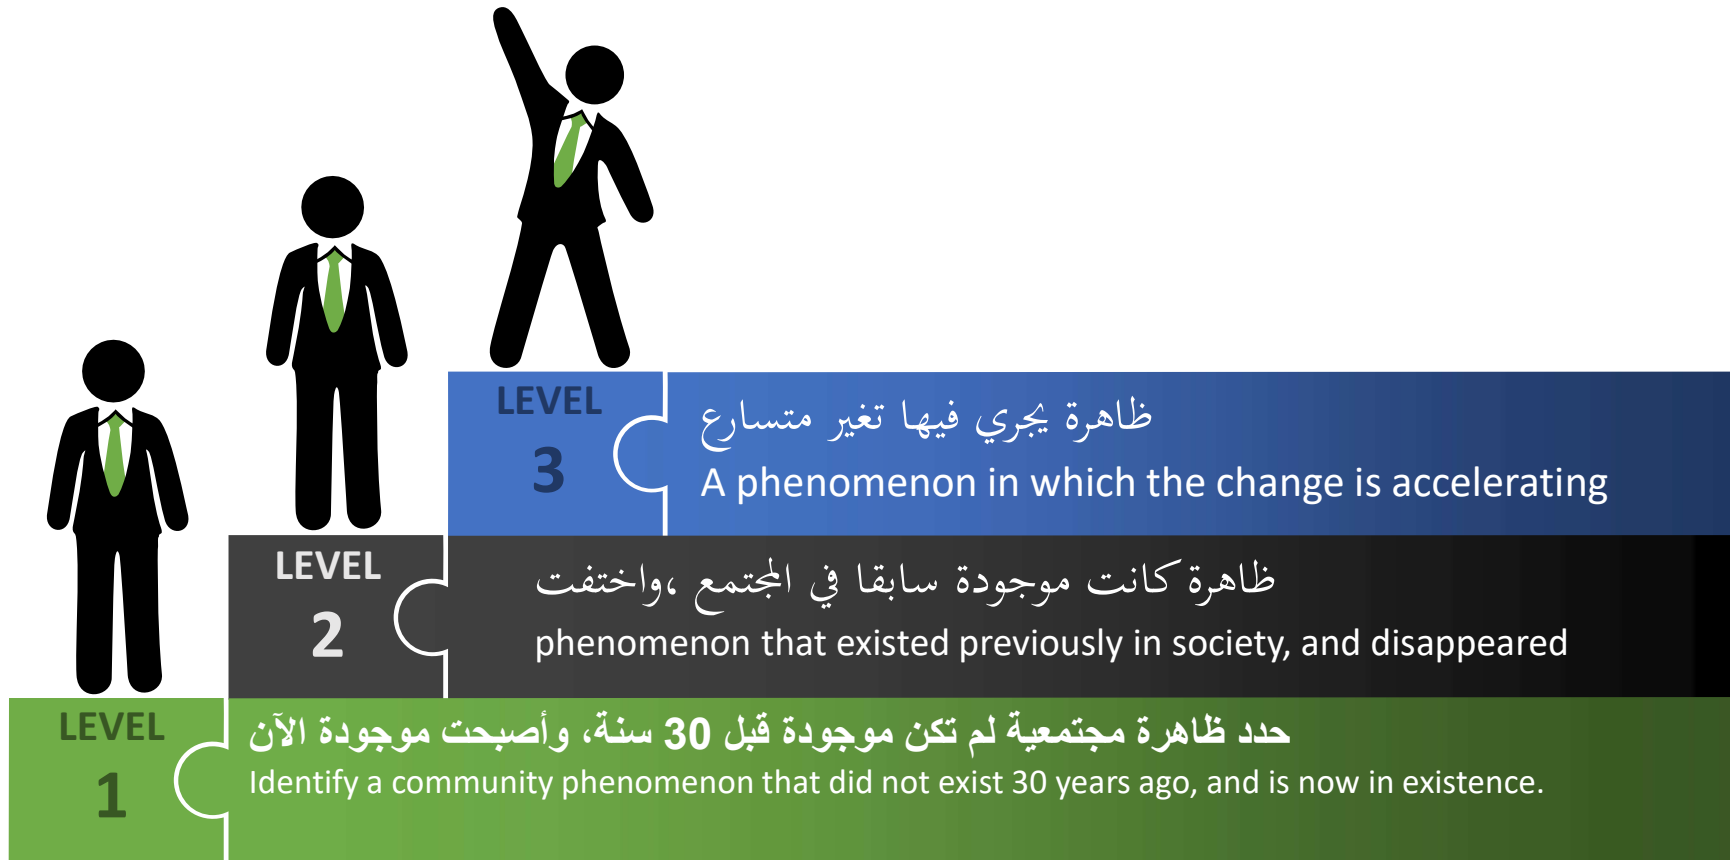 LEVEL
3
ظاهرة يجري فيها تغير متسارع
A phenomenon in which the change is accelerating
LEVEL
2
ظاهرة كانت موجودة سابقا في المجتمع ،واختفت
phenomenon that existed previously in society, and disappeared
LEVEL
1
حدد ظاهرة مجتمعية لم تكن موجودة قبل 30 سنة، وأصبحت موجودة الآن
Identify a community phenomenon that did not exist 30 years ago, and is now in existence.